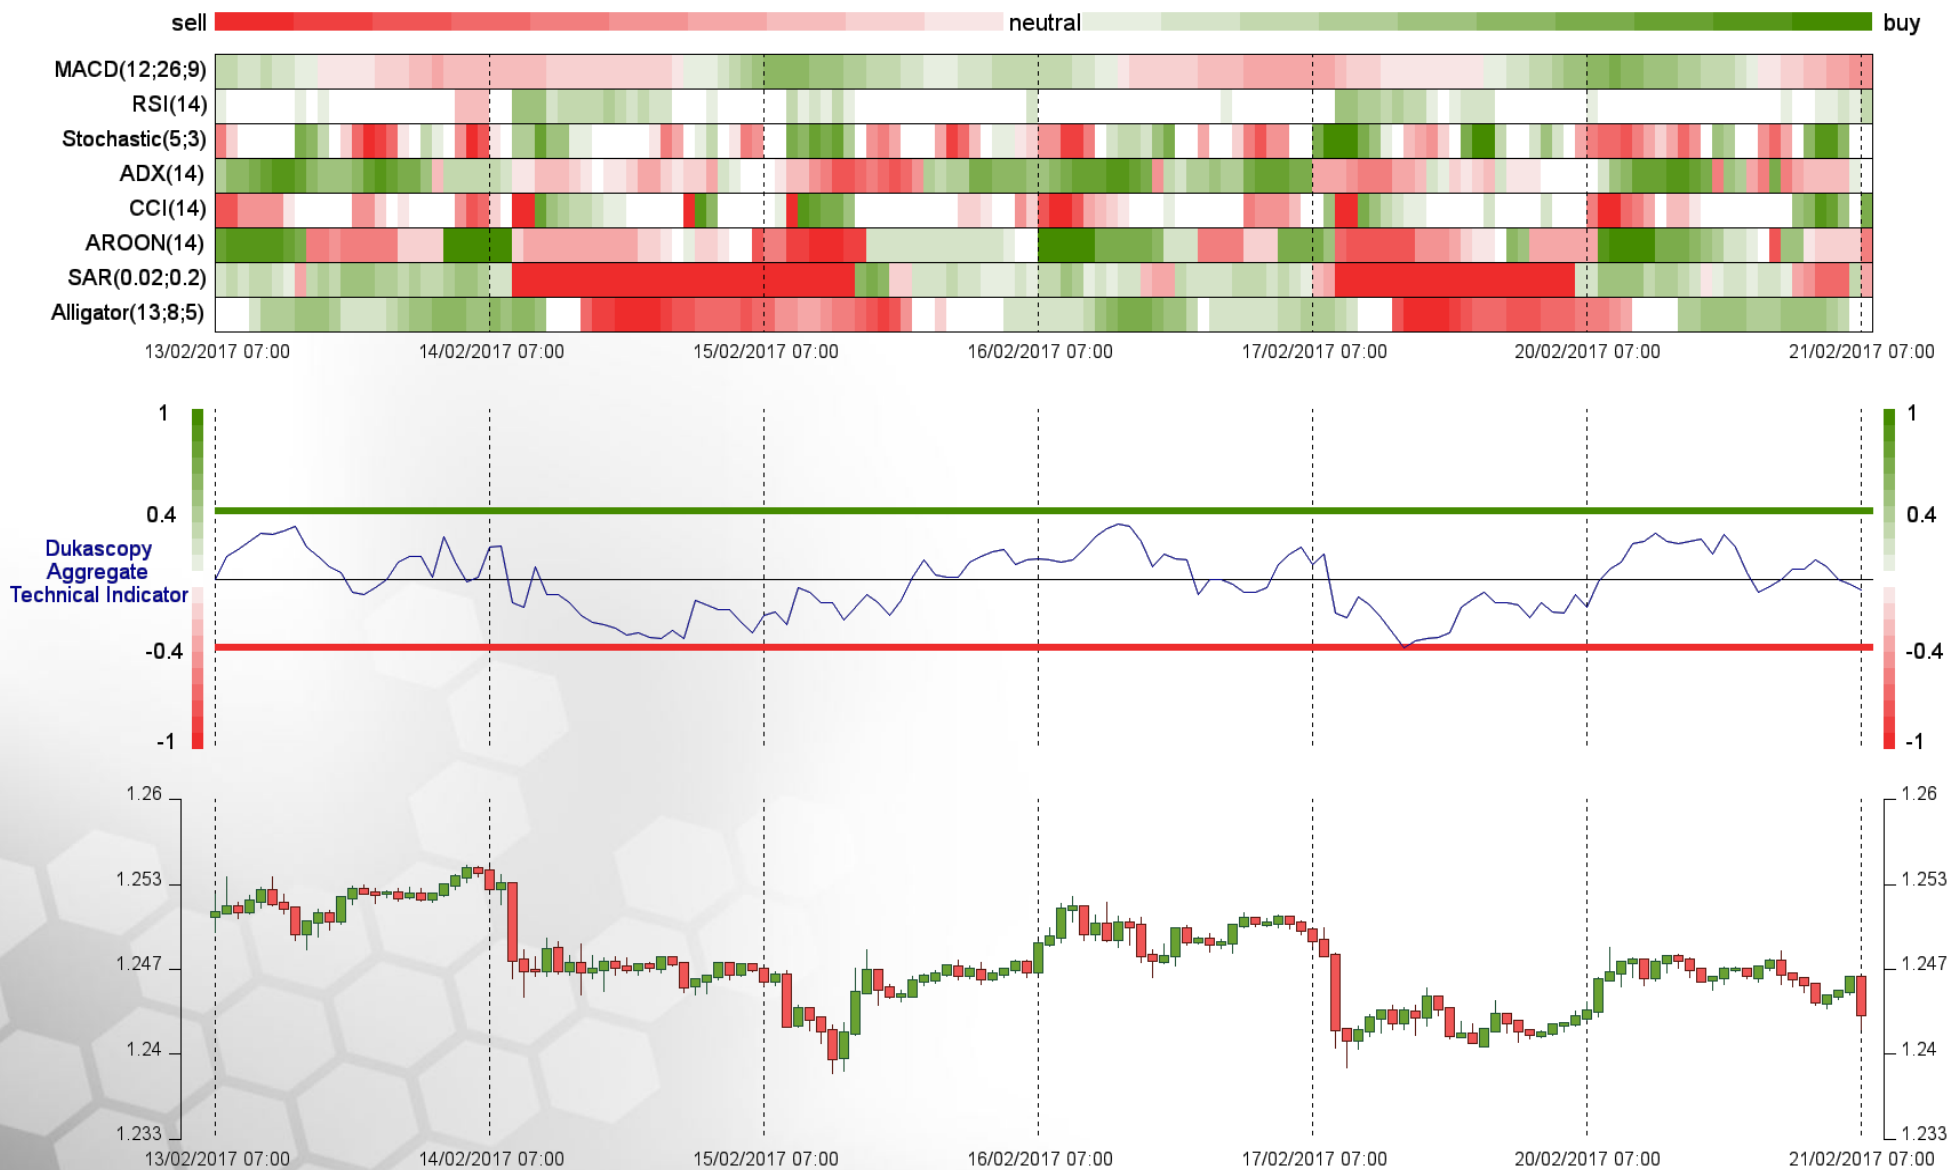 sell neutral buy
MACD(12;26;9)
RSI(14)
Stochastic(5;3)
ADX(14)
CCI(14)
AROON(14)
SAR(0.02;0.2)
Alligator(13;8;5)
13/02/2017 07:00 14/02/2017 07:00 15/02/2017 07:00 16/02/2017 07:00 17/02/2017 07:00 20/02/2017 07:00 21/02/2017 07:00
1 1
0.4 0.4
Dukascopy
Aggregate
Technical Indicator
-0.4 -0.4
-1 -1
1.26 1.26
1.253 1.253
1.247 1.247
1.24 1.24
1.233 1.233
13/02/2017 07:00 14/02/2017 07:00 15/02/2017 07:00 16/02/2017 07:00 17/02/2017 07:00 20/02/2017 07:00 21/02/2017 07:00